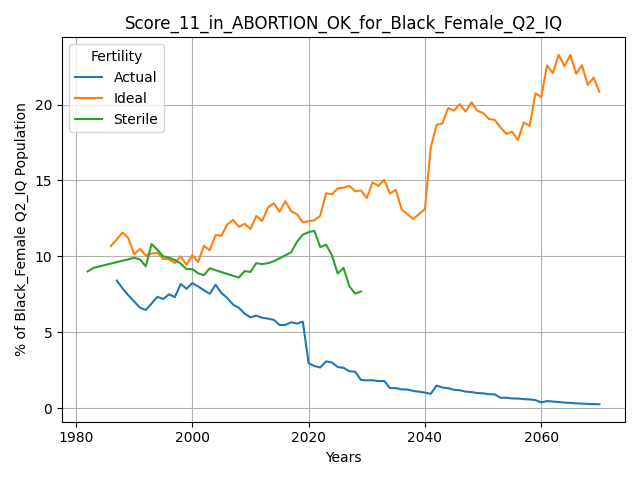 Score_11_in_ABORTION_OK_for_Black_Female_Q2_IQ
Fertility
Actual
Ideal
Sterile
% of Black_Female Q2_IQ Population
20
15
10
5
0
1980
2000
2020
2040
2060
Years